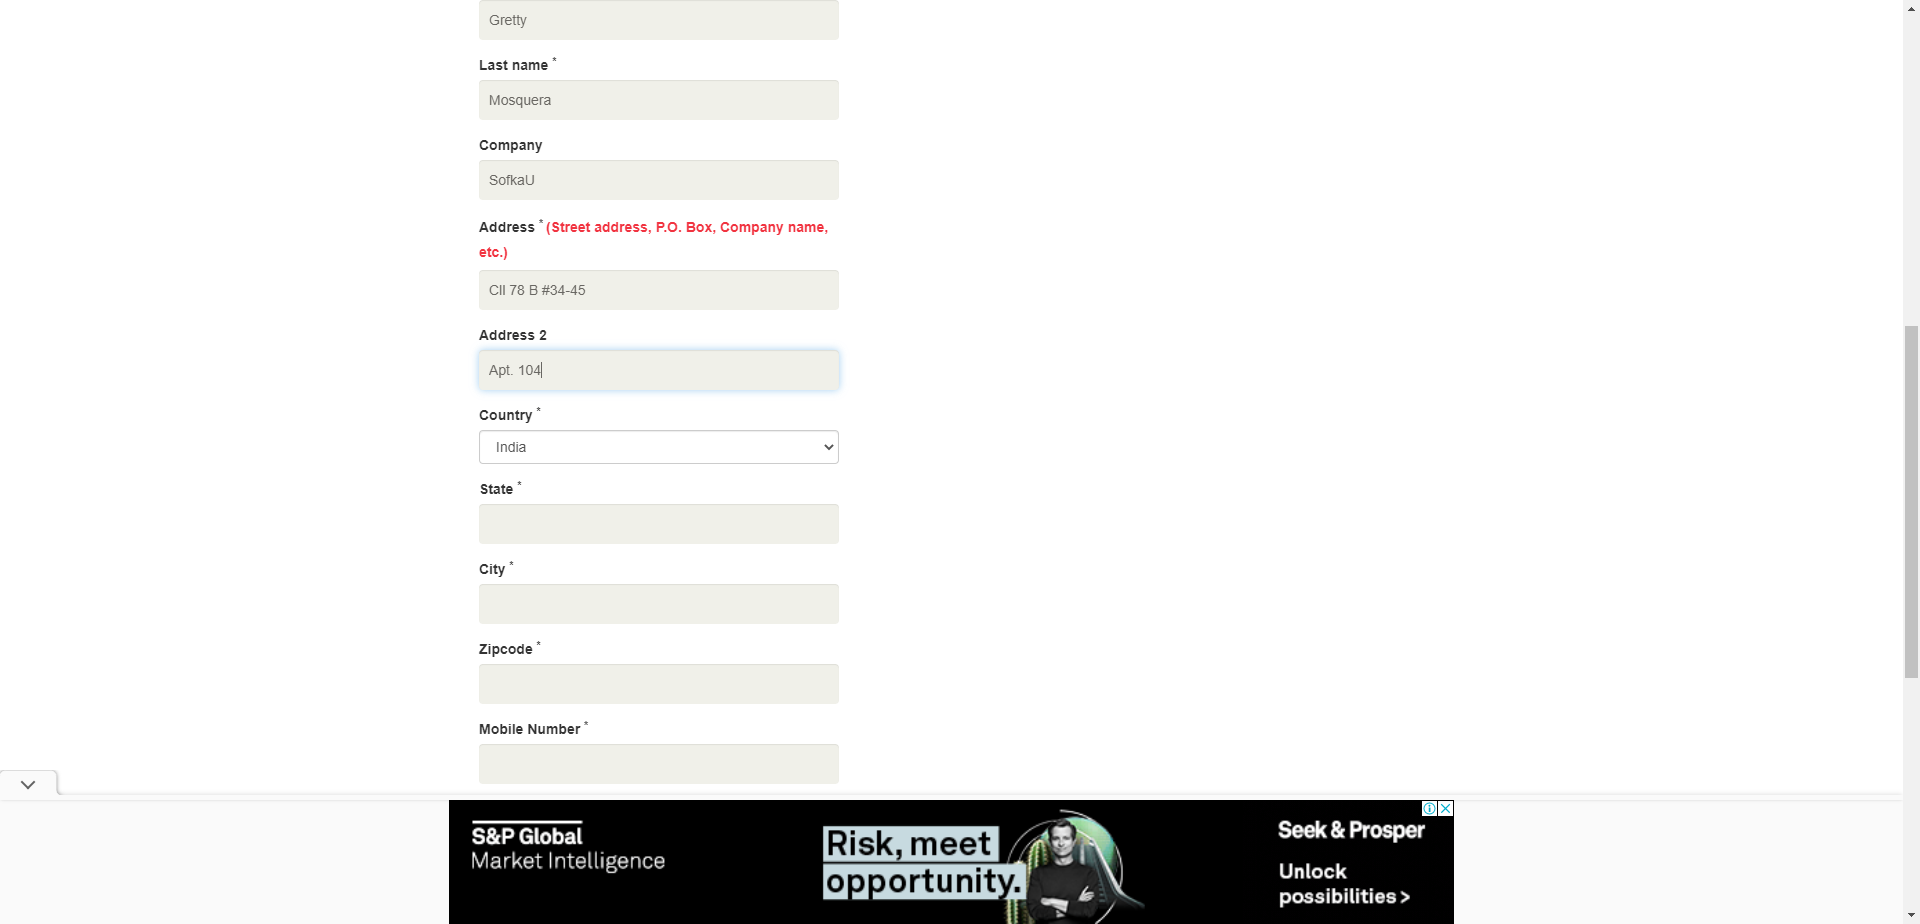 Gretty
Last name *
Mosquera
Company
SofkaU
Address * (Street address, P.O. Box, Company name,
etc.)
Cll 78 B #34-45
Address 2
Apt. 104
Country *
India
State *
City *
Zipcode *
Mobile Number *
S&P Global
Market Intelligence
Risk, meet
opportunity.
Seek & Prosper
Unlock
possibilities >